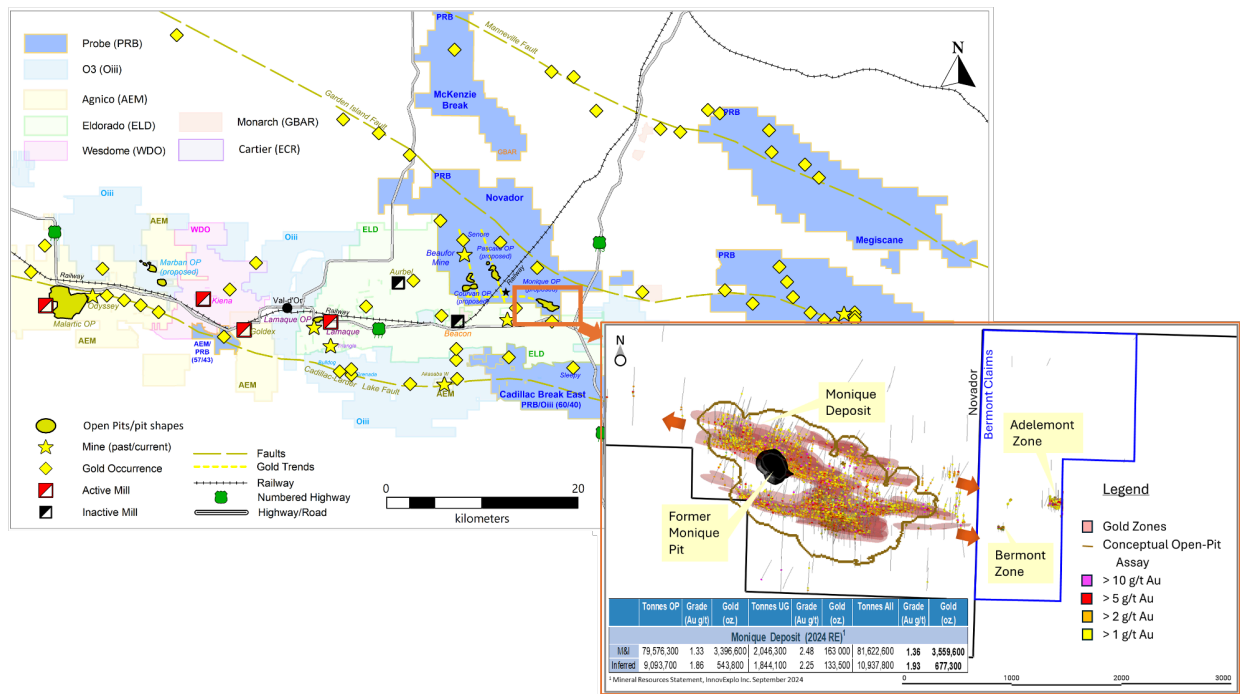 Probe (PRB)
O3 (Oiii)
Agnico (AEM)
Eldorado (ELD)
Wesdome (WDO)
Monarch (GBAR)
Cartier (ECR)
PRB
Manneville Fault
N
McKenzie
Break
GBAR
Garden Island Fault
PRB
Megiscane
PRB
Novador
PRB
Oiii
AEM
WDO
Oiii
ELD
Senore
Beaufor
Mine
Pascalis OP
(proposed)
Railway
Marban OP
(proposed)
Aurbel
Courvan OP
(proposed)
Monique OP
(proposed)
Railway
Kiena
Val-d'Or
Railway
Odyssey
Lamaque OP
Malartic OP
Goldex
Lamaque
Beacon
AEM
AEM/
PRB
(57/43)
Triangle
ELD
AEM
Cadillac-Larder Lake Fault
AEM
Sleepy
Cadillac Break East
PRB/Oiii (60/40)
Oiii
Open Pits/pit shapes
Mine (past/current)
Gold Occurrence
Active Mill
Inactive Mill
Faults
Gold Trends
Railway
Numbered Highway
Highway/Road
0
20
kilometers
N
Monique
Deposit
Novador
Bermont Claims
Adelemont
Zone
Former
Monique
Pit
Bermont
Zone
Legend
Gold Zones
Conceptual Open-Pit
Assay
> 10 g/t Au
> 5 g/t Au
> 2 g/t Au
> 1 g/t Au
Tonnes OP Grade (Au g/t) Gold (oz.) Tonnes UG Grade (Au g/t) Gold (oz.) Tonnes All Grade (Au g/t) Gold (oz.)
Monique Deposit (2024 RE)¹
M&I 79,576,300 1.33 3,396,600 2,046,300 2.48 163 000 81,622,600 1.36 3,559,600
Inferred 9,093,700 1.86 543,800 1,844,100 2.25 133,500 10,937,800 1.93 677,300
¹ Mineral Resources Statement, InnovExplo Inc. September 2024
0 1000 2000 3000